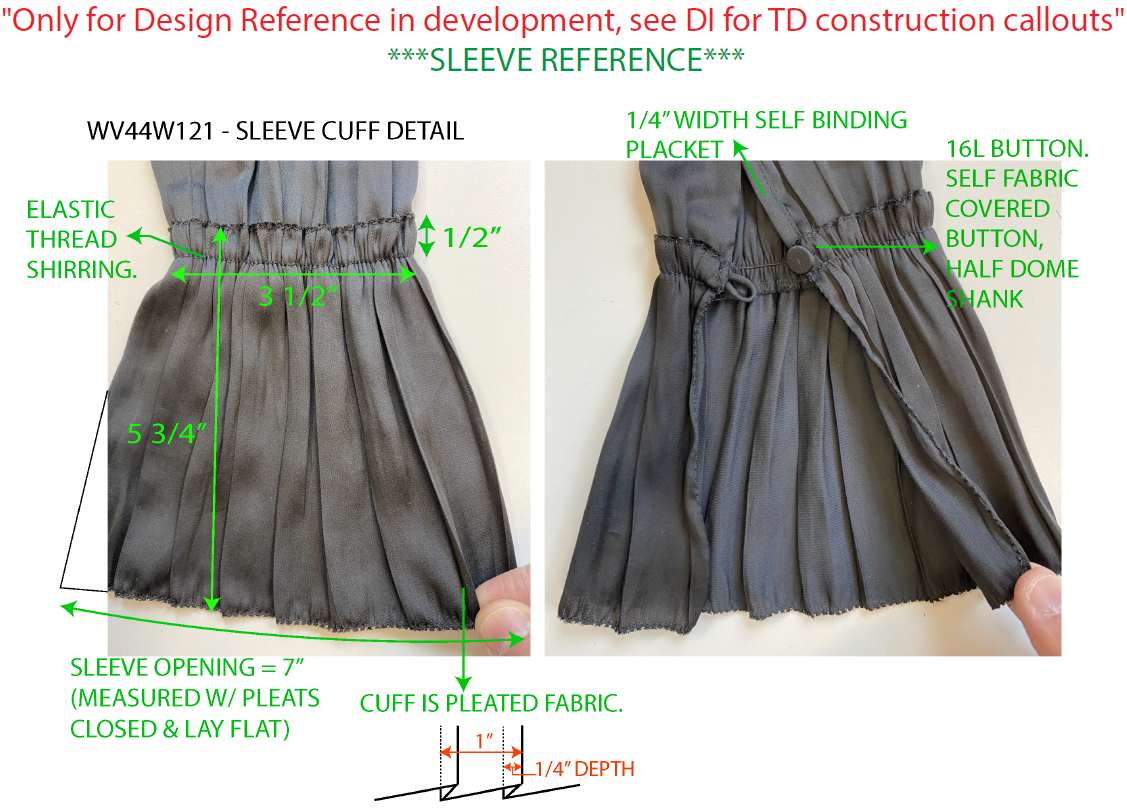 "Only for Design Reference in development, see DI for TD construction callouts"
***SLEEVE REFERENCE***
WV44W121 - SLEEVE CUFF DETAIL
1/4” WIDTH SELF BINDING
PLACKET
16L BUTTON.
SELF FABRIC
COVERED
BUTTON,
HALF DOME
SHANK
ELASTIC
THREAD
SHIRRING.
1/2”
3 1/2”
5 3/4”
SLEEVE OPENING = 7”
(MEASURED W/ PLEATS
CLOSED & LAY FLAT)
CUFF IS PLEATED FABRIC.
1”
1/4” DEPTH